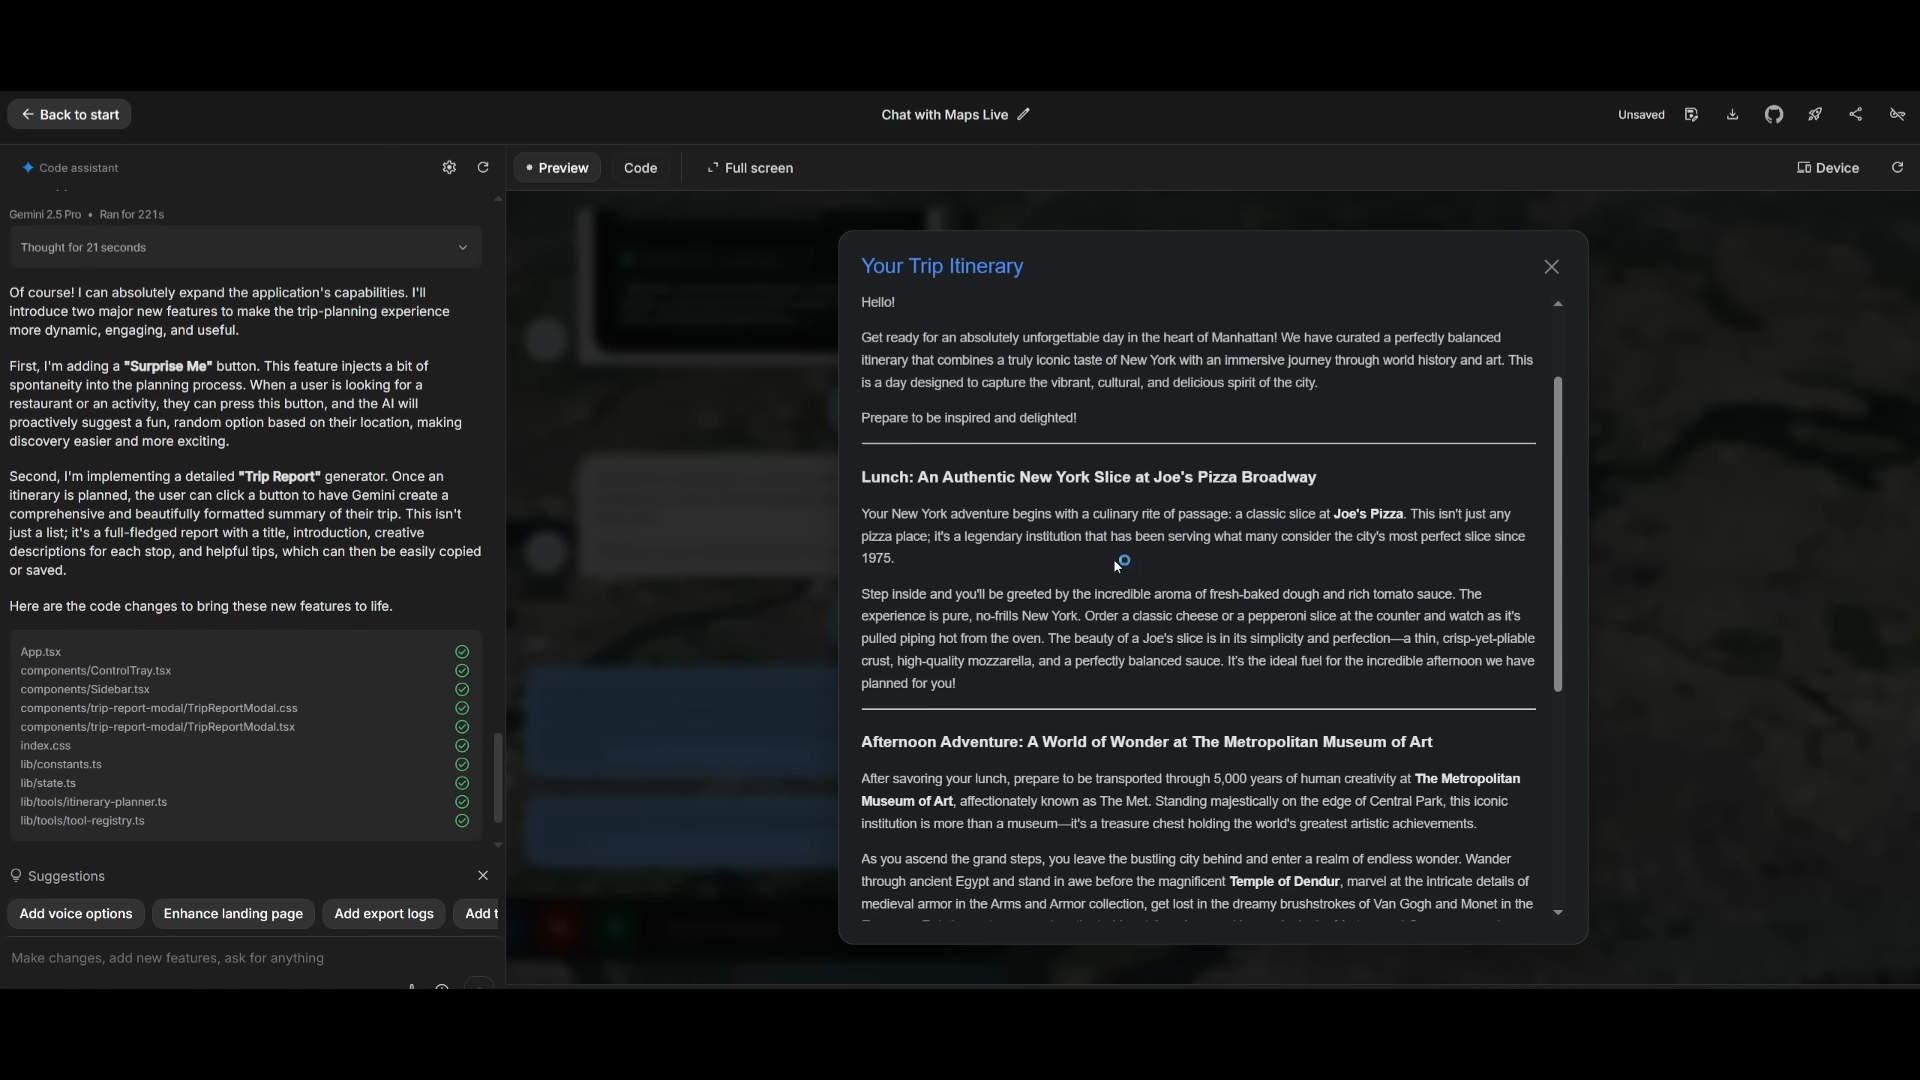 Back to start
Chat with Maps Live
Unsaved
Code assistant
Preview
Code
Full screen
Device
Gemini 2.5 Pro • Ran for 221s
Thought for 21 seconds
Of course! I can absolutely expand the application's capabilities. I'll
introduce two major new features to make the trip-planning experience
more dynamic, engaging, and useful.
First, I'm adding a "Surprise Me" button. This feature injects a bit of
spontaneity into the planning process. When a user is looking for a
restaurant or an activity, they can press this button, and the AI will
proactively suggest a fun, random option based on their location, making
discovery easier and more exciting.
Second, I'm implementing a detailed "Trip Report" generator. Once an
itinerary is planned, the user can click a button to have Gemini create a
comprehensive and beautifully formatted summary of their trip. This isn't
just a list; it's a full-fledged report with a title, introduction, creative
descriptions for each stop, and helpful tips, which can then be easily copied
or saved.
Here are the code changes to bring these new features to life.
App.tsx
components/ControlTray.tsx
components/Sidebar.tsx
components/trip-report-modal/TripReportModal.css
components/trip-report-modal/TripReportModal.tsx
index.css
lib/constants.ts
lib/state.ts
lib/tools/itinerary-planner.ts
lib/tools/tool-registry.ts
Suggestions
Add voice options
Enhance landing page
Add export logs
Add t
Make changes, add new features, ask for anything
Your Trip Itinerary
Hello!
Get ready for an absolutely unforgettable day in the heart of Manhattan! We have curated a perfectly balanced
itinerary that combines a truly iconic taste of New York with an immersive journey through world history and art. This
is a day designed to capture the vibrant, cultural, and delicious spirit of the city.
Prepare to be inspired and delighted!
Lunch: An Authentic New York Slice at Joe's Pizza Broadway
Your New York adventure begins with a culinary rite of passage: a classic slice at Joe's Pizza. This isn't just any
pizza place; it's a legendary institution that has been serving what many consider the city's most perfect slice since
1975.
Step inside and you'll be greeted by the incredible aroma of fresh-baked dough and rich tomato sauce. The
experience is pure, no-frills New York. Order a classic cheese or a pepperoni slice at the counter and watch as it's
pulled piping hot from the oven. The beauty of a Joe's slice is in its simplicity and perfection—a thin, crisp-yet-pliable
crust, high-quality mozzarella, and a perfectly balanced sauce. It's the ideal fuel for the incredible afternoon we have
planned for you!
Afternoon Adventure: A World of Wonder at The Metropolitan Museum of Art
After savoring your lunch, prepare to be transported through 5,000 years of human creativity at The Metropolitan
Museum of Art, affectionately known as The Met. Standing majestically on the edge of Central Park, this iconic
institution is more than a museum—it's a treasure chest holding the world's greatest artistic achievements.
As you ascend the grand steps, you leave the bustling city behind and enter a realm of endless wonder. Wander
through ancient Egypt and stand in awe before the magnificent Temple of Dendur, marvel at the intricate details of
medieval armor in the Arms and Armor collection, get lost in the dreamy brushstrokes of Van Gogh and Monet in the